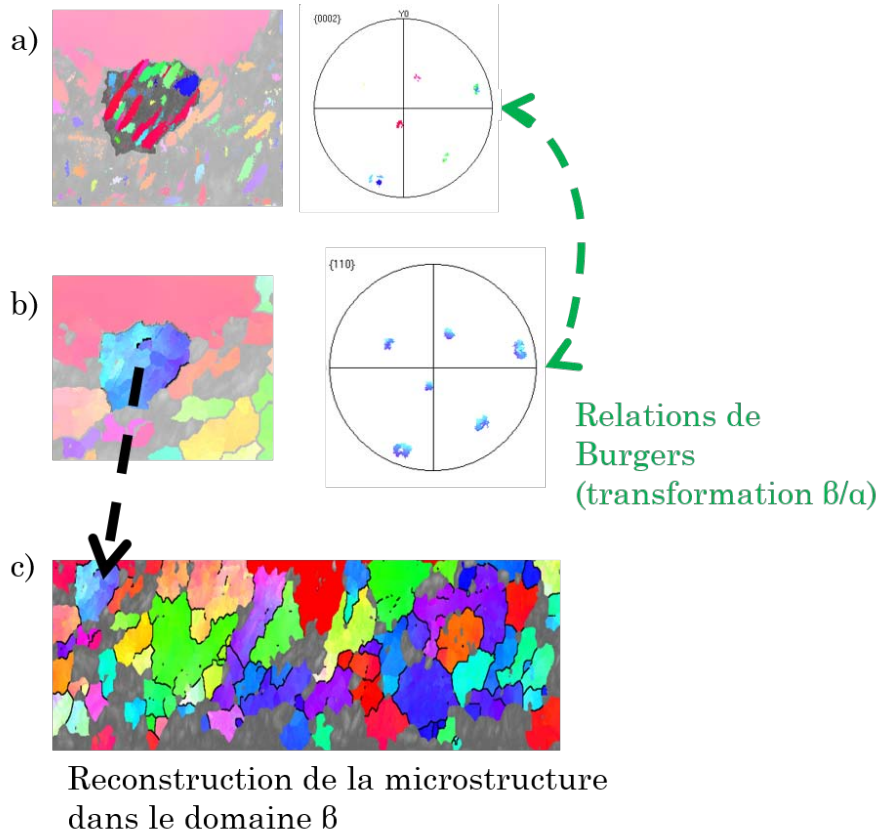 a)
{0002}
Y0
b)
{110}
Relations de
Burgers
(transformation β/α)
c)
Reconstruction de la microstructure
dans le domaine β